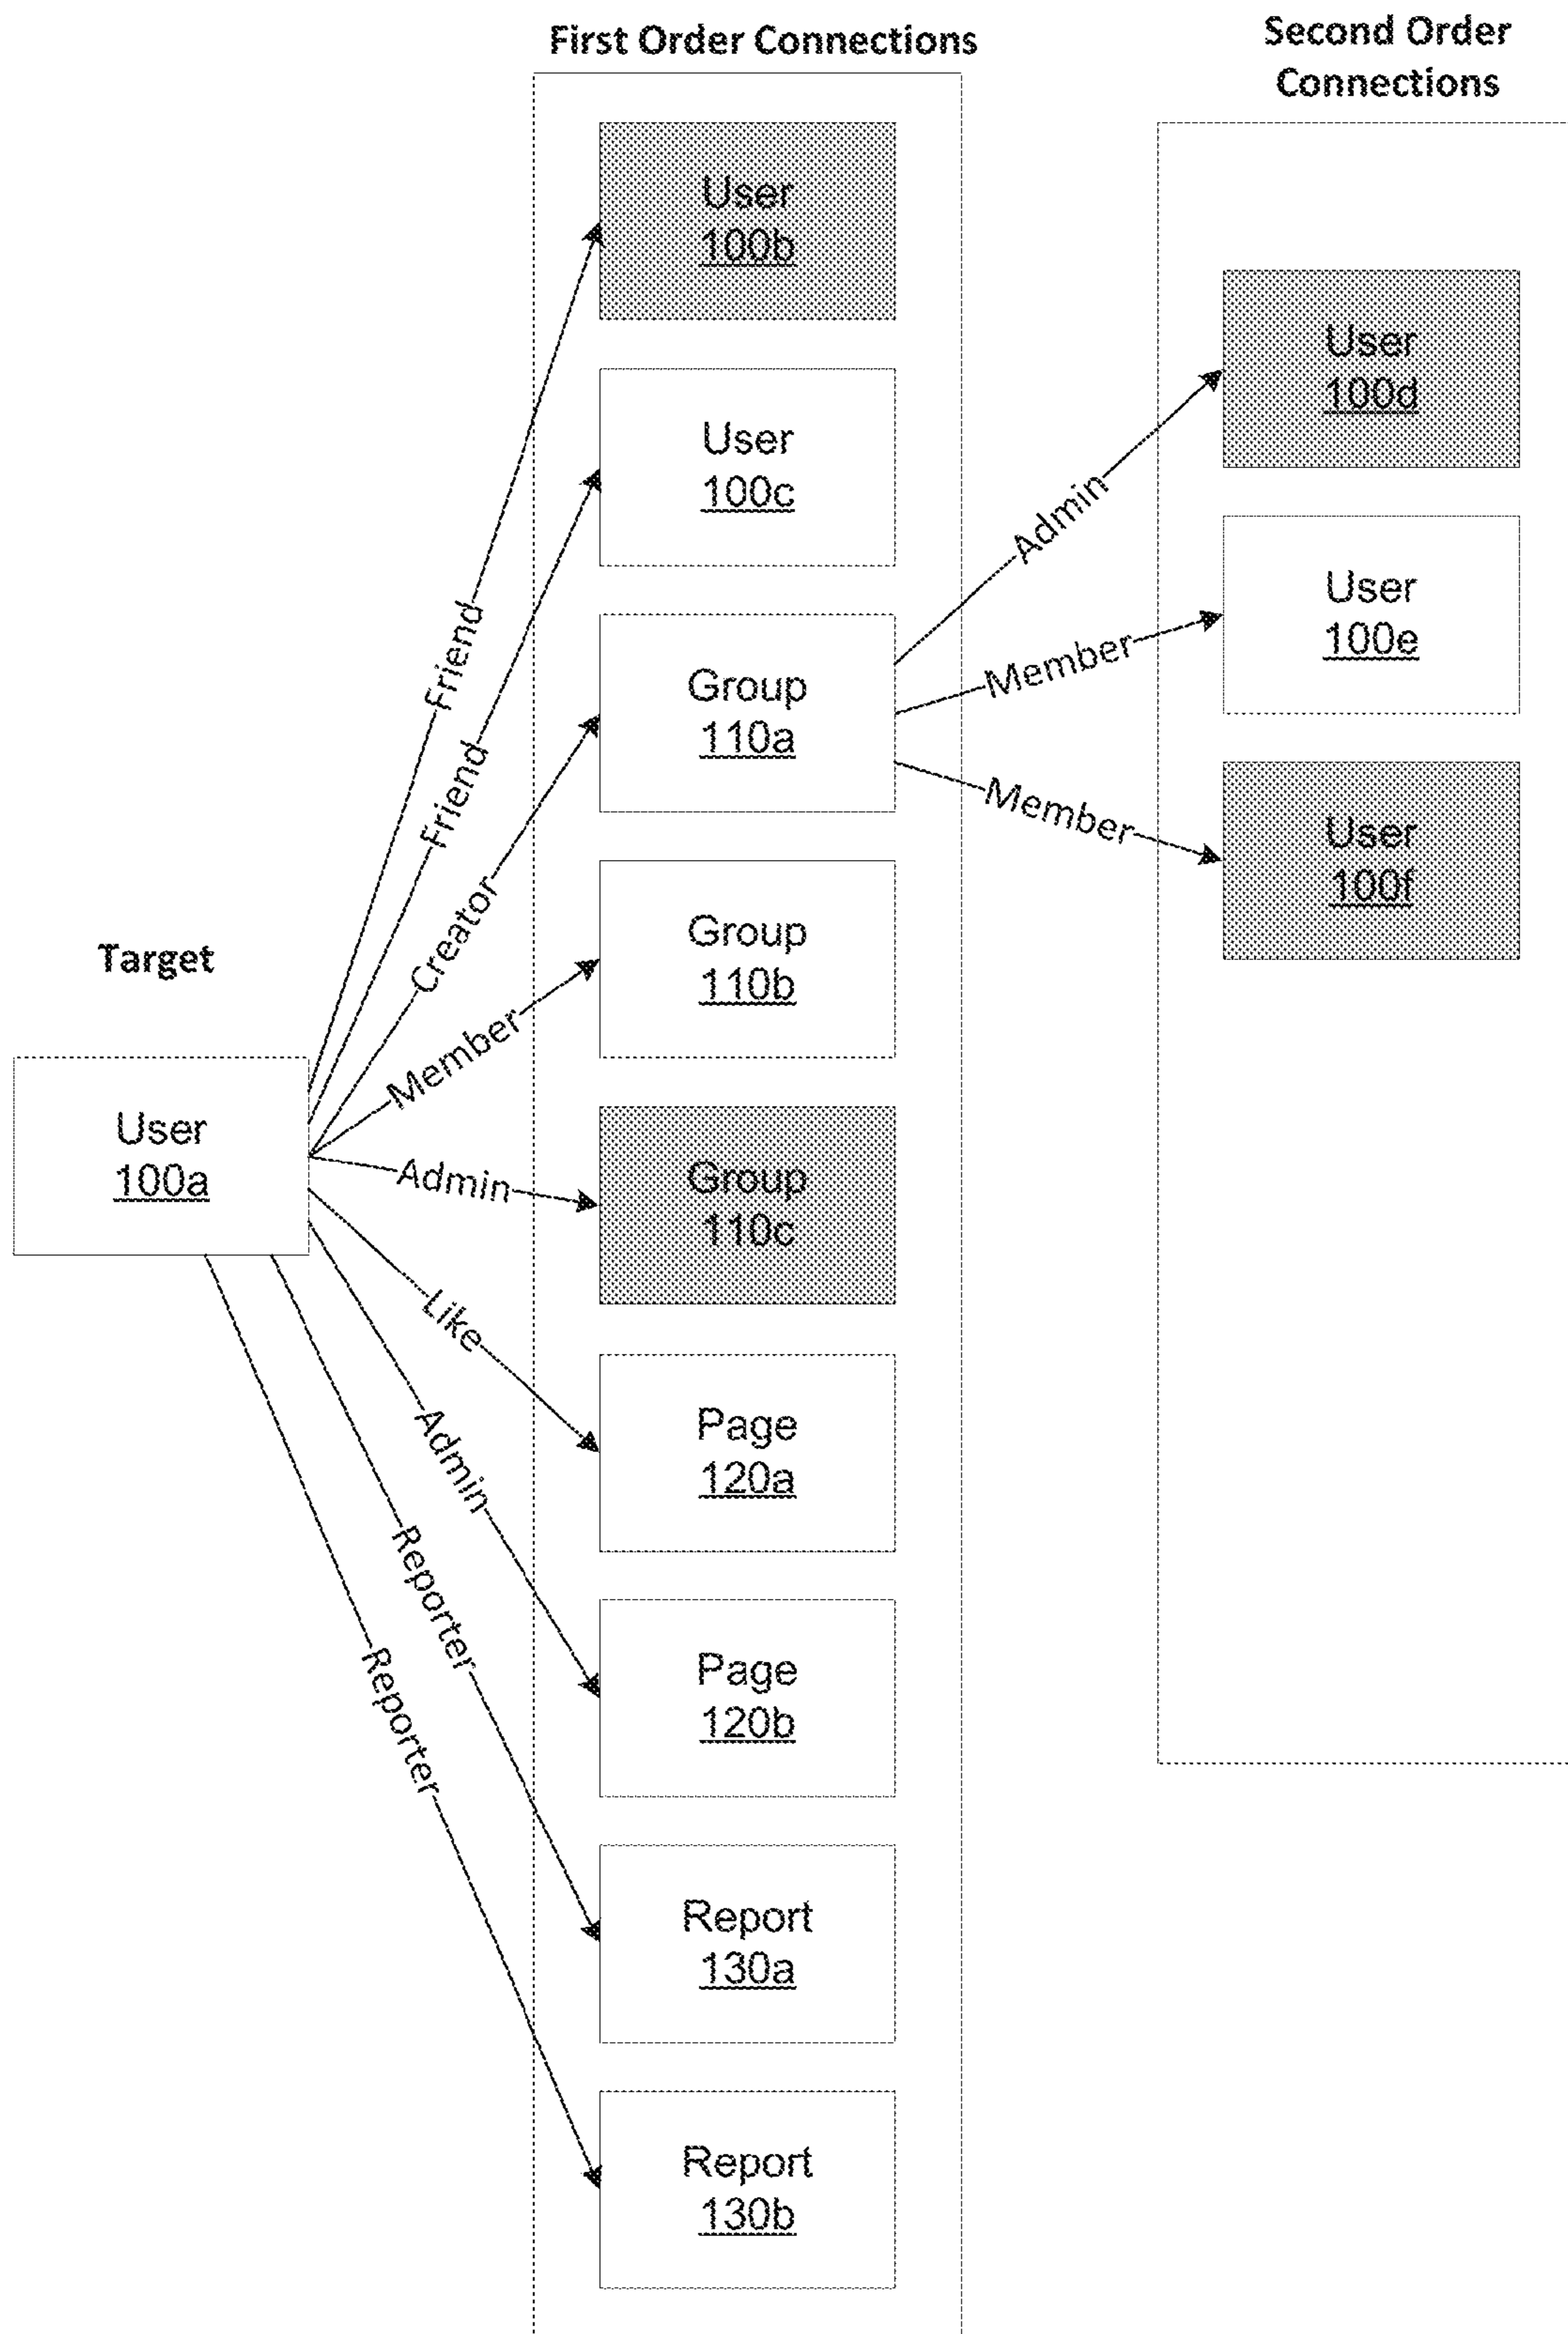 First Order Connections
Second Order
Connections
User
100b
User
100c
Group
110a
Group
110b
Group
110c
Page
120a
Page
120b
Report
130a
Report
130b
User
100d
User
100e
User
100f
Target
User
100a
Friend
Friend
Creator
Member
Admin
Like
Admin
Reporter
Reporter
Admin
Member
Member